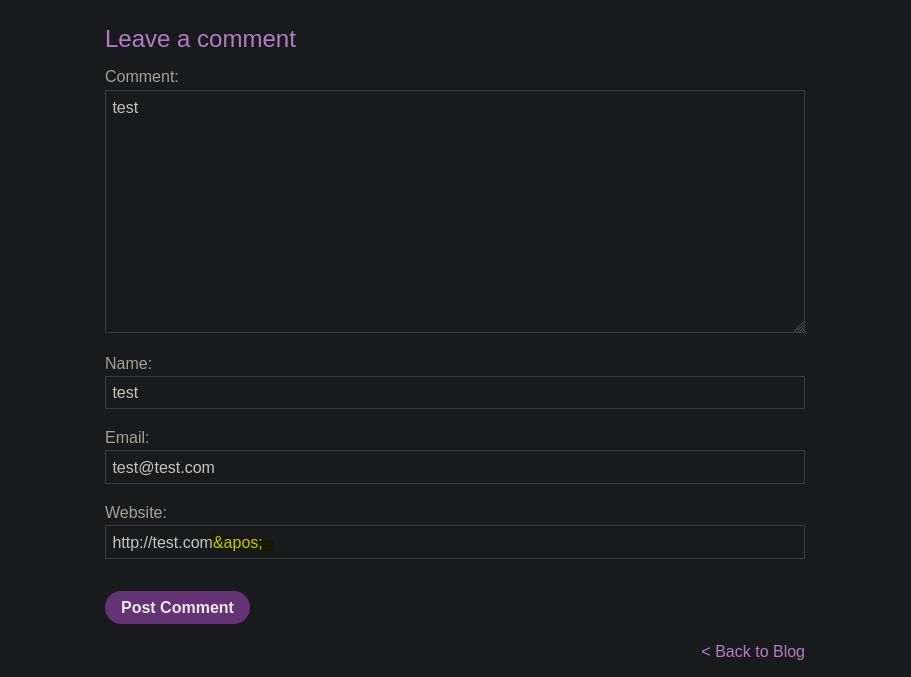 Leave a comment
Comment:
test
Name:
test
Email:
test@test.com
Website:
http://test.com&apos;
Post Comment
< Back to Blog